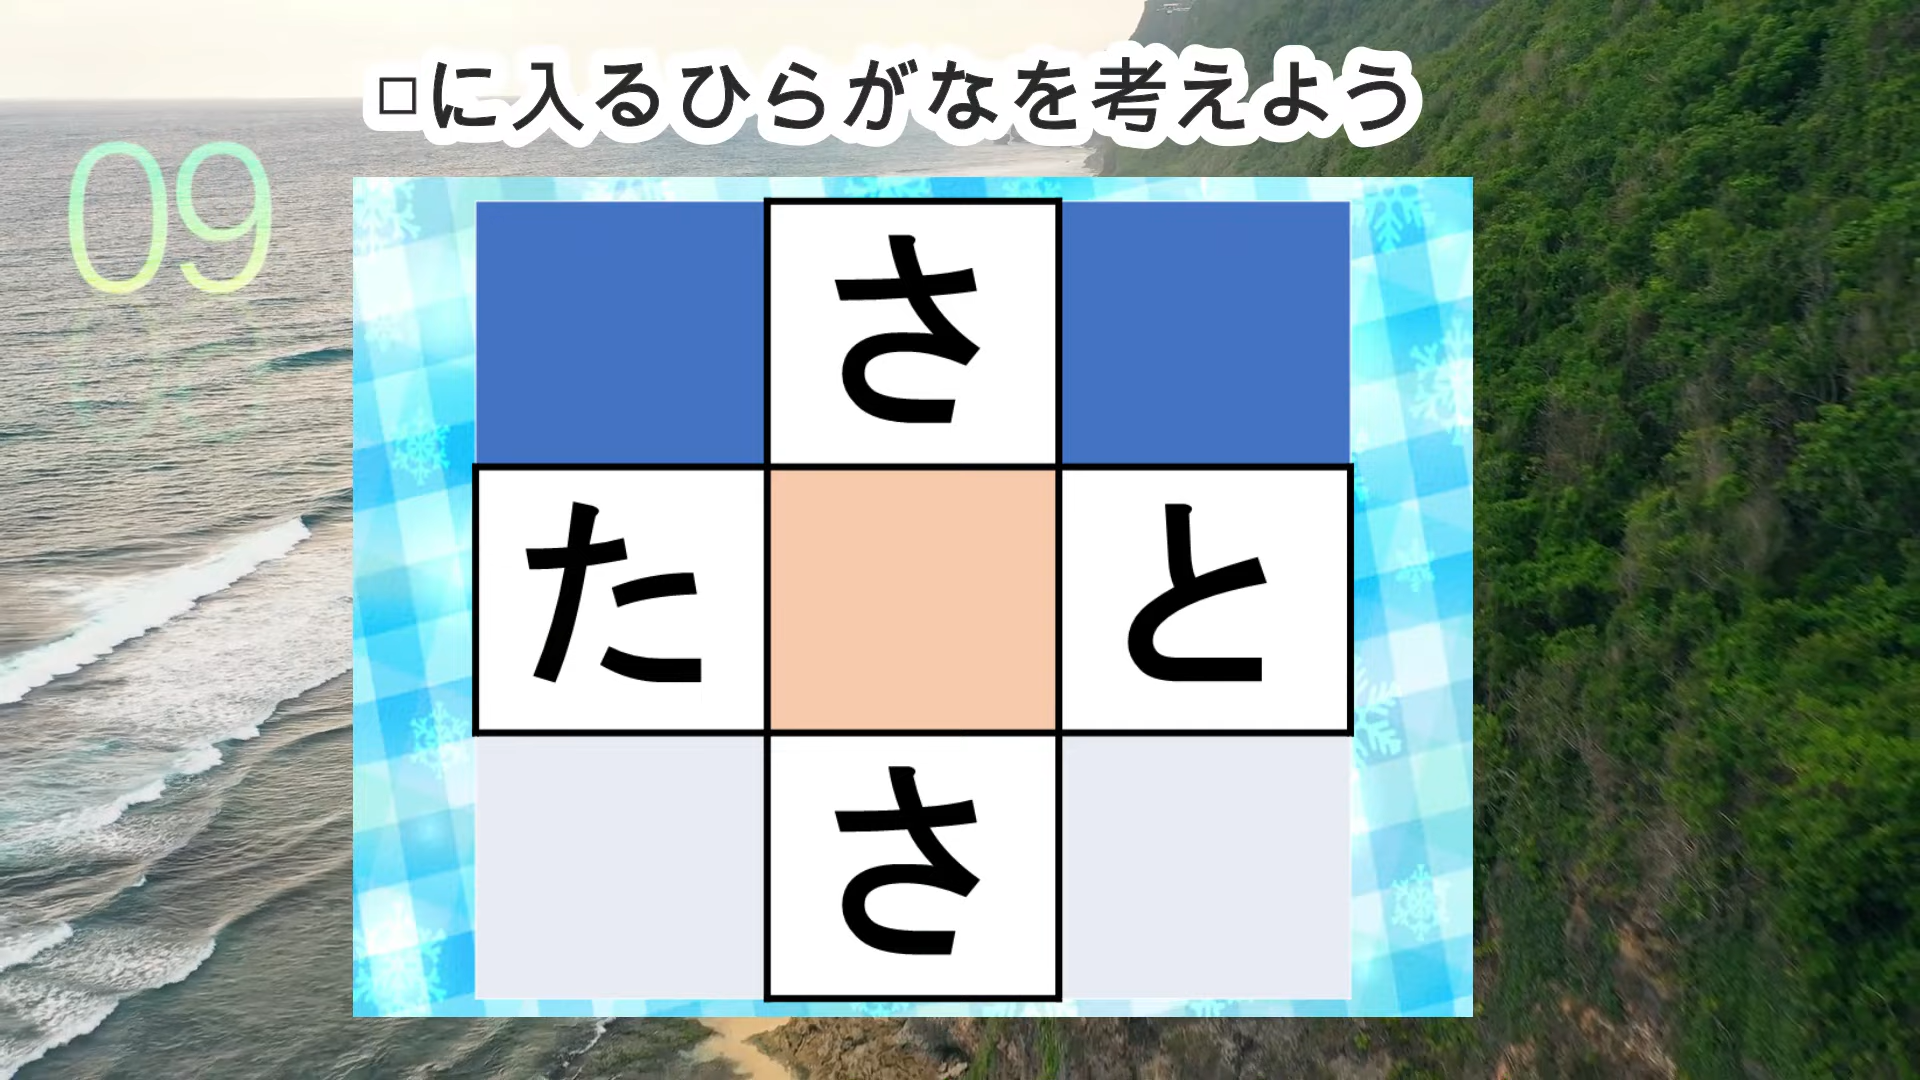 □に入るひらがなを考えよう
09
さ
た と
さ